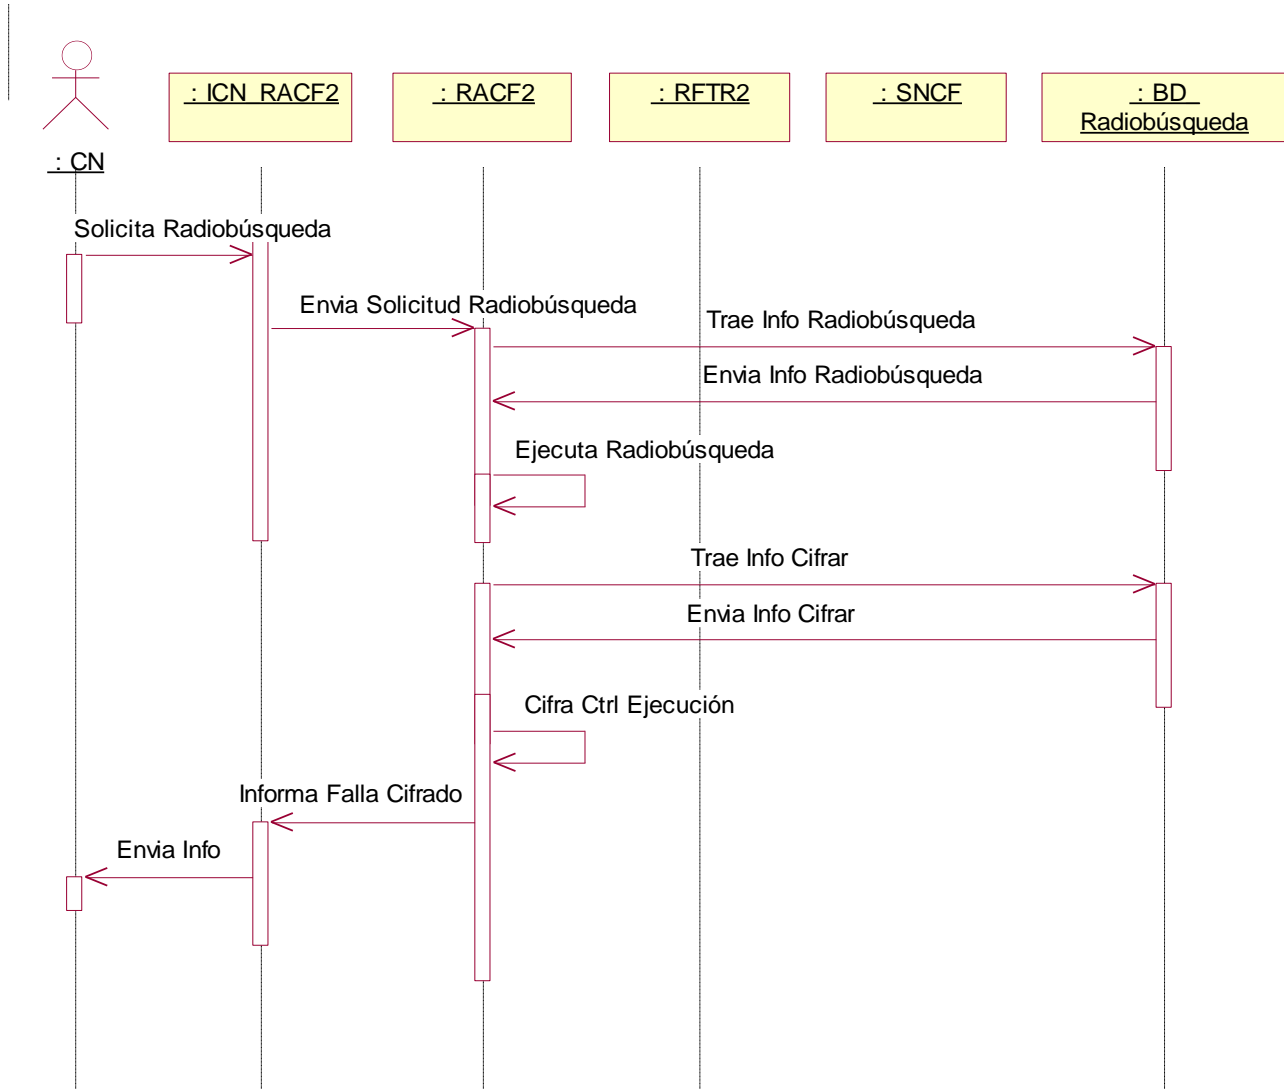 : ICN_RACF2
: RACF2
: RFTR2
: SNCF
: BD_
Radiobúsqueda
: CN
Solicita Radiobúsqueda
Envia Solicitud Radiobúsqueda
Trae Info Radiobúsqueda
Envia Info Radiobúsqueda
Ejecuta Radiobúsqueda
Trae Info Cifrar
Envia Info Cifrar
Cifra Ctrl Ejecución
Informa Falla Cifrado
Envia Info